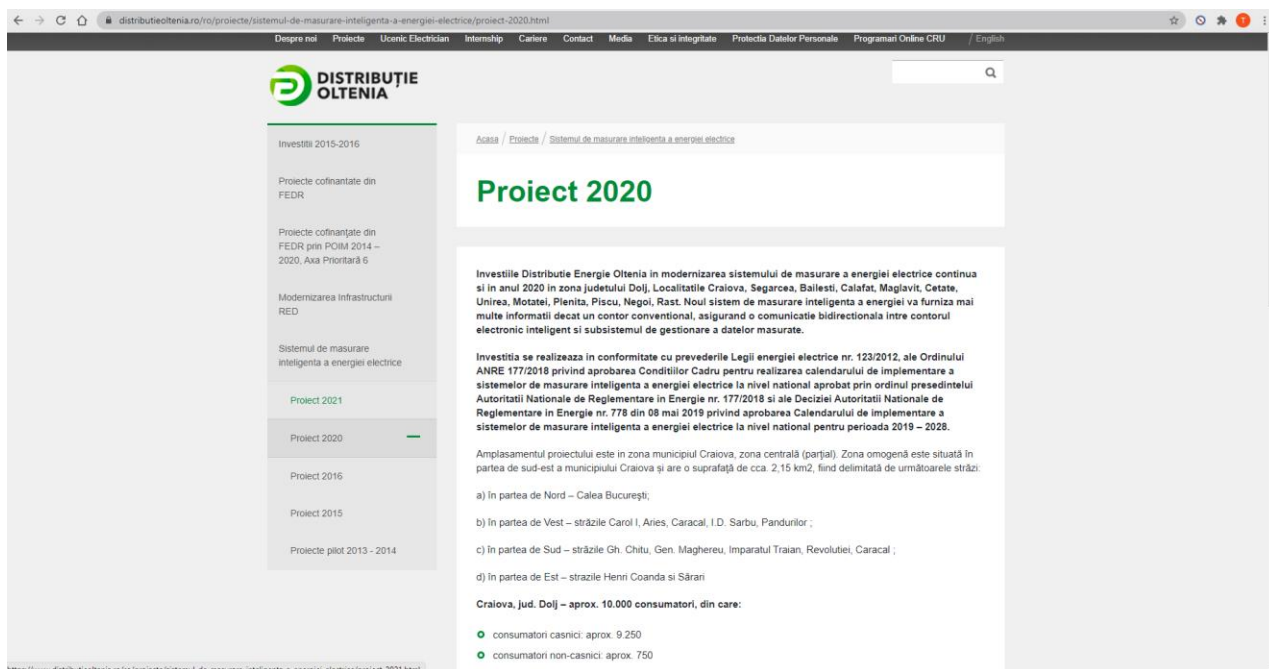 distributieoltenia.ro/ro/proiecte/sistemul-de-masurare-inteligenta-a-energiei-electrice/proiect-2020.html
Despre noi Proiecte Ucenic Electrician Internship Cariere Contact Media Etica si integritate Protectia Datelor Personale Programari Online CRU / English
DISTRIBUȚIE
OLTENIA
Investitii 2015-2016
Proiecte cofinantate din
FEDR
Proiecte cofinanţate din
FEDR prin POIM 2014 –
2020, Axa Prioritară 6
Modernizarea Infrastructurii
RED
Sistemul de masurare
inteligenta a energiei electrice
Proiect 2021
Proiect 2020
Proiect 2016
Proiect 2015
Proiecte pilot 2013 - 2014
Acasa / Proiecte / Sistemul de masurare inteligenta a energiei electrice
Proiect 2020
Investiile Distributie Energie Oltenia in modernizarea sistemului de masurare a energiei electrice continua
si in anul 2020 in zona judetului Dolj, Localitatile Craiova, Segarcea, Bailesti, Calafat, Maglavit, Cetate,
Unirea, Motatei, Plenita, Piscu, Negoi, Rast. Noul sistem de masurare inteligenta a energiei va furniza mai
multe informatii decat un contor conventional, asigurand o comunicatie bidirectionala intre contorul
electronic inteligent si subsistemul de gestionare a datelor masurate.
Investitia se realizeaza in conformitate cu prevederile Legii energiei electrice nr. 123/2012, ale Ordinului
ANRE 177/2018 privind aprobarea Conditiilor Cadru pentru realizarea calendarului de implementare a
sistemelor de masurare inteligenta a energiei electrice la nivel national aprobat prin ordinul presedintelui
Autoritatii Nationale de Reglementare in Energie nr. 177/2018 si ale Deciziei Autoritatii Nationale de
Reglementare in Energie nr. 778 din 08 mai 2019 privind aprobarea Calendarului de implementare a
sistemelor de masurare inteligenta a energiei electrice la nivel national pentru perioada 2019 – 2028.
Amplasamentul proiectului este in zona municipiul Craiova, zona centrală (parţial). Zona omogenă este situată în
partea de sud-est a municipiului Craiova și are o suprafaţă de cca. 2,15 km2, fiind delimitată de următoarele străzi:
a) în partea de Nord – Calea Bucureşti;
b) în partea de Vest – străzile Carol I, Aries, Caracal, I.D. Sarbu, Pandurilor ;
c) în partea de Sud – străzile Gh. Chitu, Gen. Maghereu, Imparatul Traian, Revolutiei, Caracal ;
d) în partea de Est – strazile Henri Coanda si Sărari
Craiova, jud. Dolj – aprox. 10.000 consumatori, din care:
consumatori casnici: aprox. 9.250
consumatori non-casnici: aprox. 750